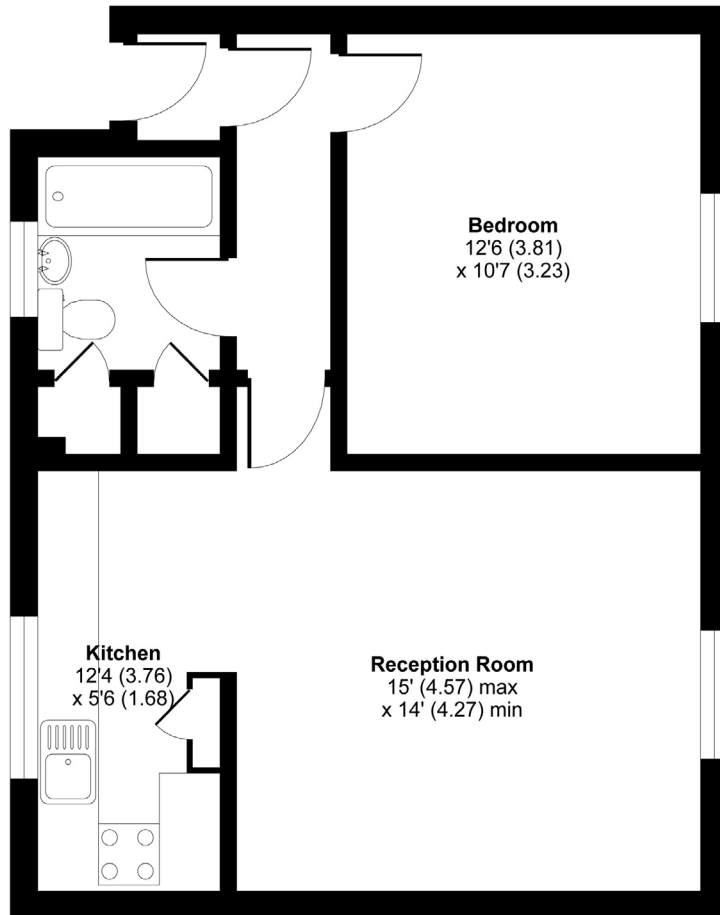 Bedroom
12'6 (3.81)
x 10'7 (3.23)
Kitchen
12'4 (3.76)
x 5'6 (1.68)
Reception Room
15' (4.57) max
x 14' (4.27) min